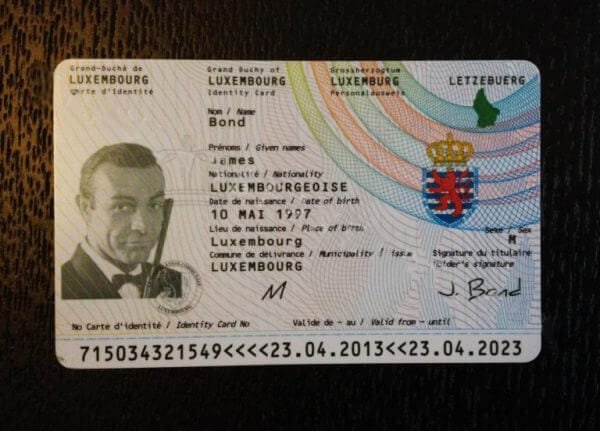 Grand-Duché de Grand Duchy of Grossherzogtum
LUXEMBOURG LUXEMBOURG LUXEMBURG LETZEBUERG
Carte d'identité Identity Card Personalausweis
Nom / Name
Bond
Prénoms / Given names
James
Nationalité / Nationality
LUXEMBOURGEOISE
Date de naissance / Date of birth
10 MAI 1997
Lieu de naissance / Place of birth Sexe / Sex
Luxembourg M
Commune de délivrance / Municipality issue Signature du titulaire
LUXEMBOURG Holder's signature
M J. Bond
No Carte d'identité / Identity Card No Valide de - au / Valid from - until
715034321549<<<<23.04.2013<<23.04.2023